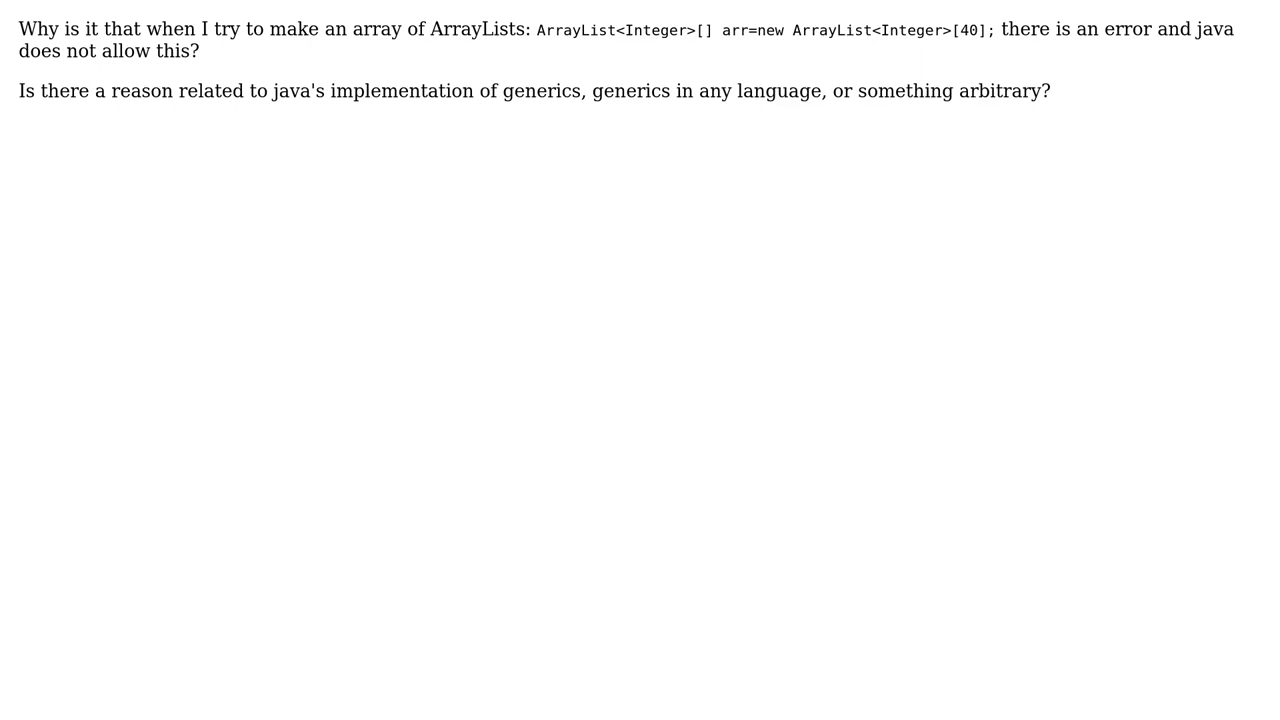 Why is it that when I try to make an array of ArrayLists: ArrayList<Integer>[] arr=new ArrayList<Integer>[40]; there is an error and java
does not allow this?
Is there a reason related to java's implementation of generics, generics in any language, or something arbitrary?